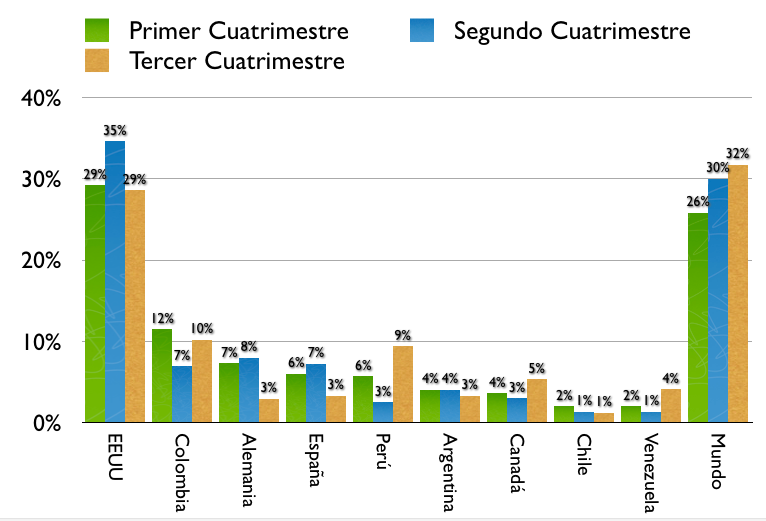 Primer Cuatrimestre Segundo Cuatrimestre
Tercer Cuatrimestre
40%
30%
20%
10%
0%
29% 35% 29%
12% 7% 10%
7% 8% 3%
6% 7% 3%
6% 3% 9%
4% 4% 3%
4% 3% 5%
2% 1% 1%
2% 1% 4%
26% 30% 32%
EEUU
Colombia
Alemania
España
Perú
Argentina
Canadá
Chile
Venezuela
Mundo